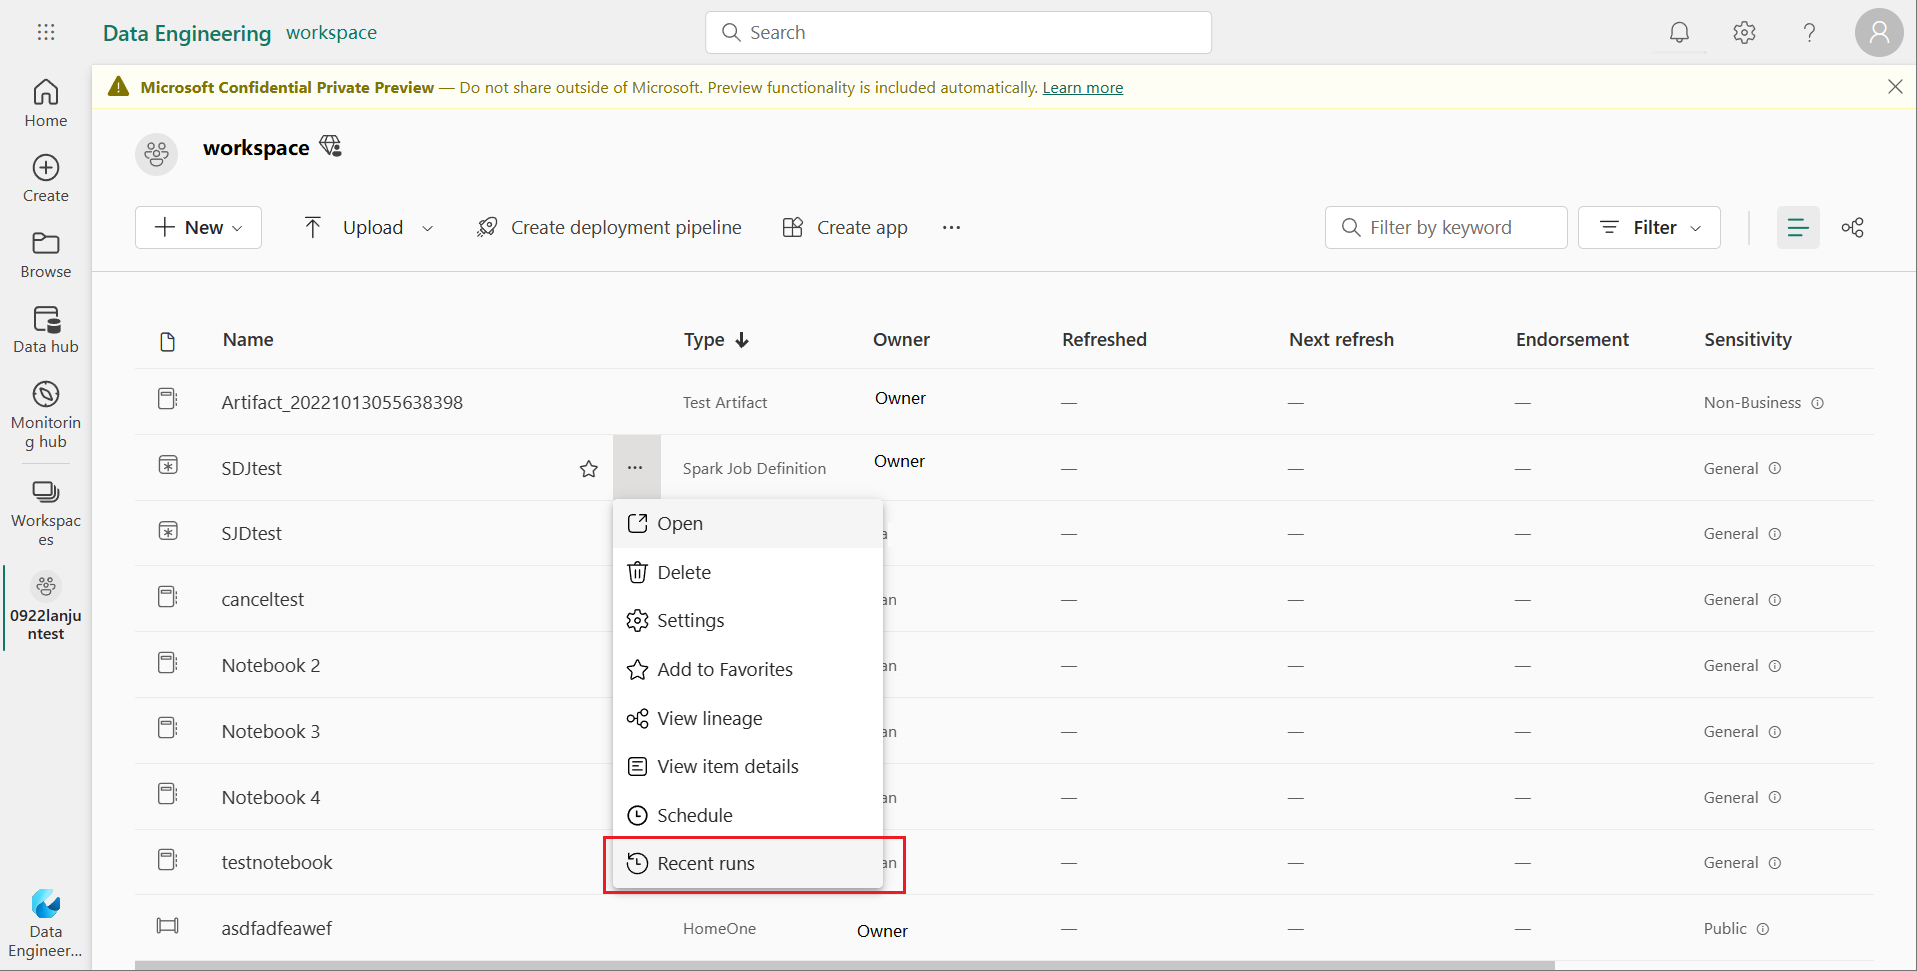 Data Engineering workspace
Search
Microsoft Confidential Private Preview — Do not share outside of Microsoft. Preview functionality is included automatically. Learn more
Home
Create
Browse
Data hub
Monitorin
g hub
Workspac
es
0922lanju
ntest
Data
Engineer...
workspace
New
Upload
Create deployment pipeline
Create app
Filter by keyword
Filter
Name Type Owner Refreshed Next refresh Endorsement Sensitivity
Artifact_20221013055638398 Test Artifact Owner — — — Non-Business
SDJtest Spark Job Definition Owner — — — General
SJDtest a — — — General
canceltest an — — — General
Notebook 2 an — — — General
Notebook 3 an — — — General
Notebook 4 an — — — General
testnotebook an — — — General
asdfadfeawef HomeOne Owner — — — Public
Open
Delete
Settings
Add to Favorites
View lineage
View item details
Schedule
Recent runs